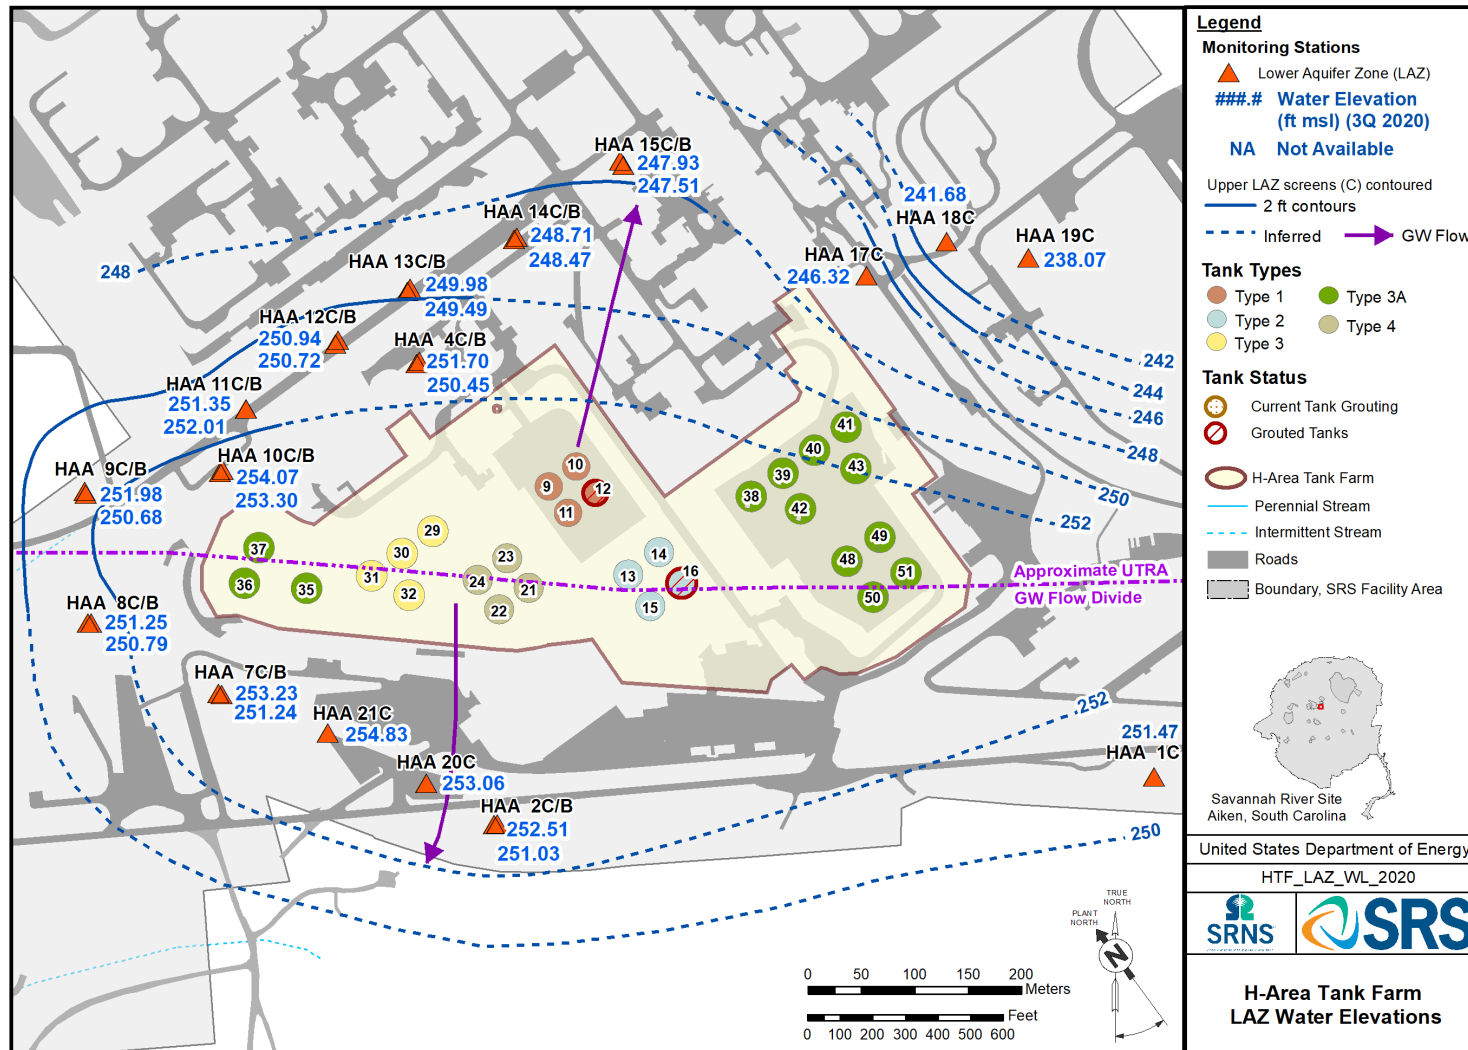 HAA 15C/B
247.93
247.51
HAA 14C/B
248.71
248.47
241.68
HAA 18C
HAA 19C
238.07
HAA 17C
246.32
248
HAA 13C/B
249.98
249.49
HAA 12C/B
250.94
250.72
HAA 4C/B
251.70
250.45
HAA 11C/B
251.35
252.01
HAA 10C/B
254.07
253.30
HAA 9C/B
251.98
250.68
242
244
246
248
250
252
41
40
43
39
38
42
10
9
12
11
49
48
51
50
29
30
31
32
37
36
35
23
24
21
22
14
13
16
15
Approximate UTRA
GW Flow Divide
HAA 8C/B
251.25
250.79
HAA 7C/B
253.23
251.24
HAA 21C
254.83
HAA 20C
253.06
HAA 2C/B
252.51
251.03
252
251.47
HAA 1C
250
TRUE
NORTH
PLANT
NORTH
N
0 50 100 150 200
Meters
Feet
0 100 200 300 400 500 600
Legend
Monitoring Stations
Lower Aquifer Zone (LAZ)
###.# Water Elevation
(ft msl) (3Q 2020)
NA Not Available
Upper LAZ screens (C) contoured
2 ft contours
Inferred
GW Flow
Tank Types
Type 1
Type 3A
Type 2
Type 4
Type 3
Tank Status
Current Tank Grouting
Grouted Tanks
H-Area Tank Farm
Perennial Stream
Intermittent Stream
Roads
Boundary, SRS Facility Area
Savannah River Site
Aiken, South Carolina
United States Department of Energy
HTF_LAZ_WL_2020
SRNS
SRS
H-Area Tank Farm
LAZ Water Elevations